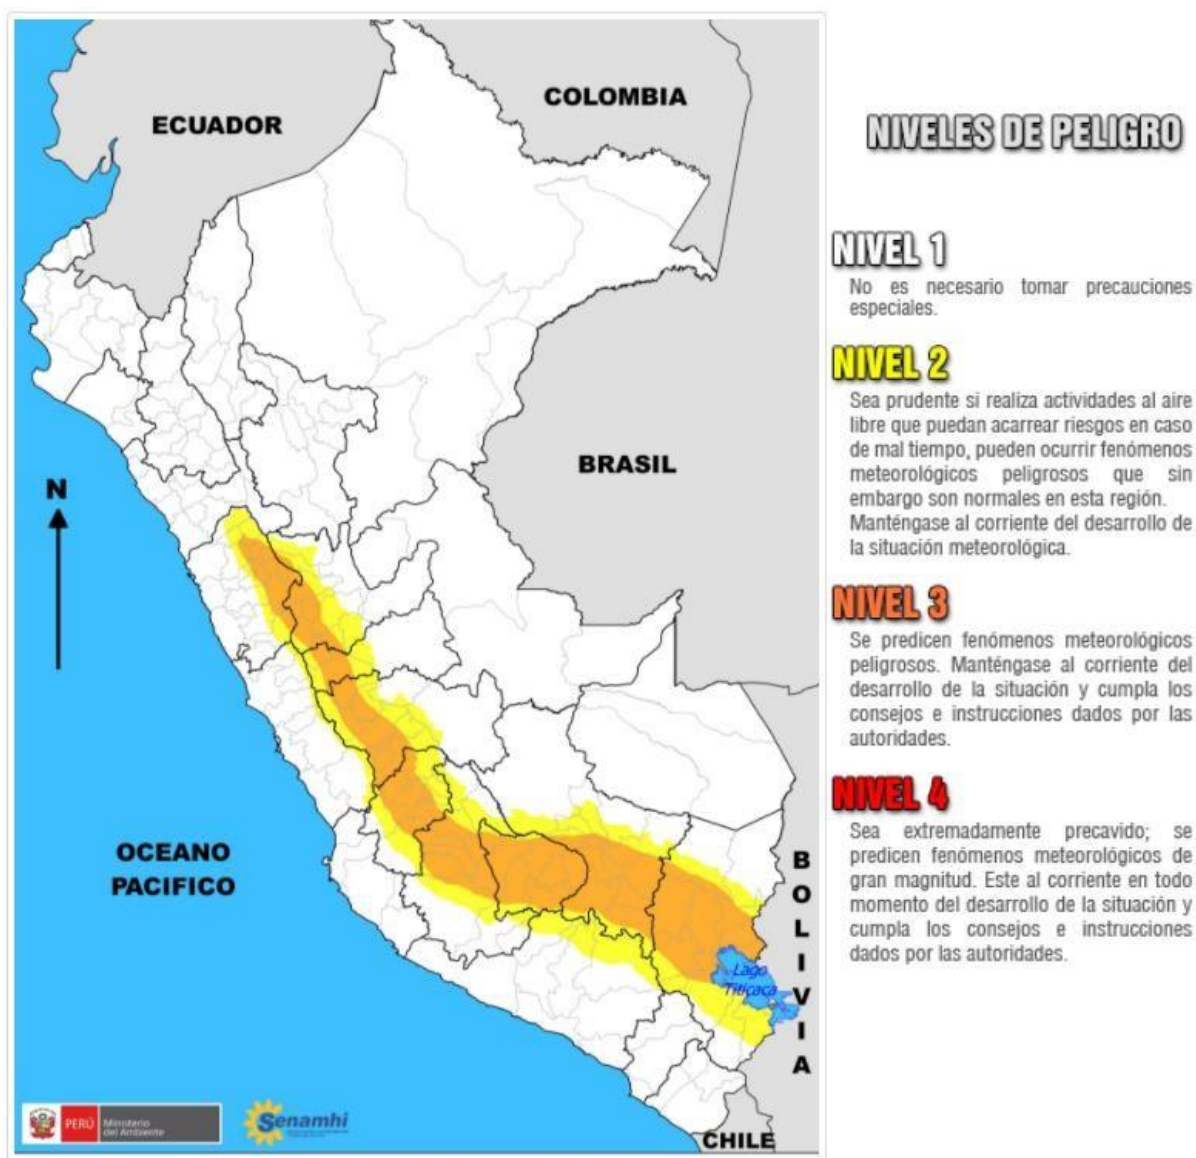 ECUADOR
COLOMBIA
BRASIL
N
OCEANO
PACIFICO
Lago
Titicaca
B
O
L
I
V
I
A
CHILE
PERÚ
Ministerio
del Ambiente
Senamhi
NIVELES DE PELIGRO
NIVEL 1
No es necesario tomar precauciones
especiales.
NIVEL 2
Sea prudente si realiza actividades al aire
libre que puedan acarrear riesgos en caso
de mal tiempo, pueden ocurrir fenómenos
meteorológicos peligrosos que sin
embargo son normales en esta región.
Manténgase al corriente del desarrollo de
la situación meteorológica.
NIVEL 3
Se predicen fenómenos meteorológicos
peligrosos. Manténgase al corriente del
desarrollo de la situación y cumpla los
consejos e instrucciones dados por las
autoridades.
NIVEL 4
Sea extremadamente precavido; se
predicen fenómenos meteorológicos de
gran magnitud. Este al corriente en todo
momento del desarrollo de la situación y
cumpla los consejos e instrucciones
dados por las autoridades.